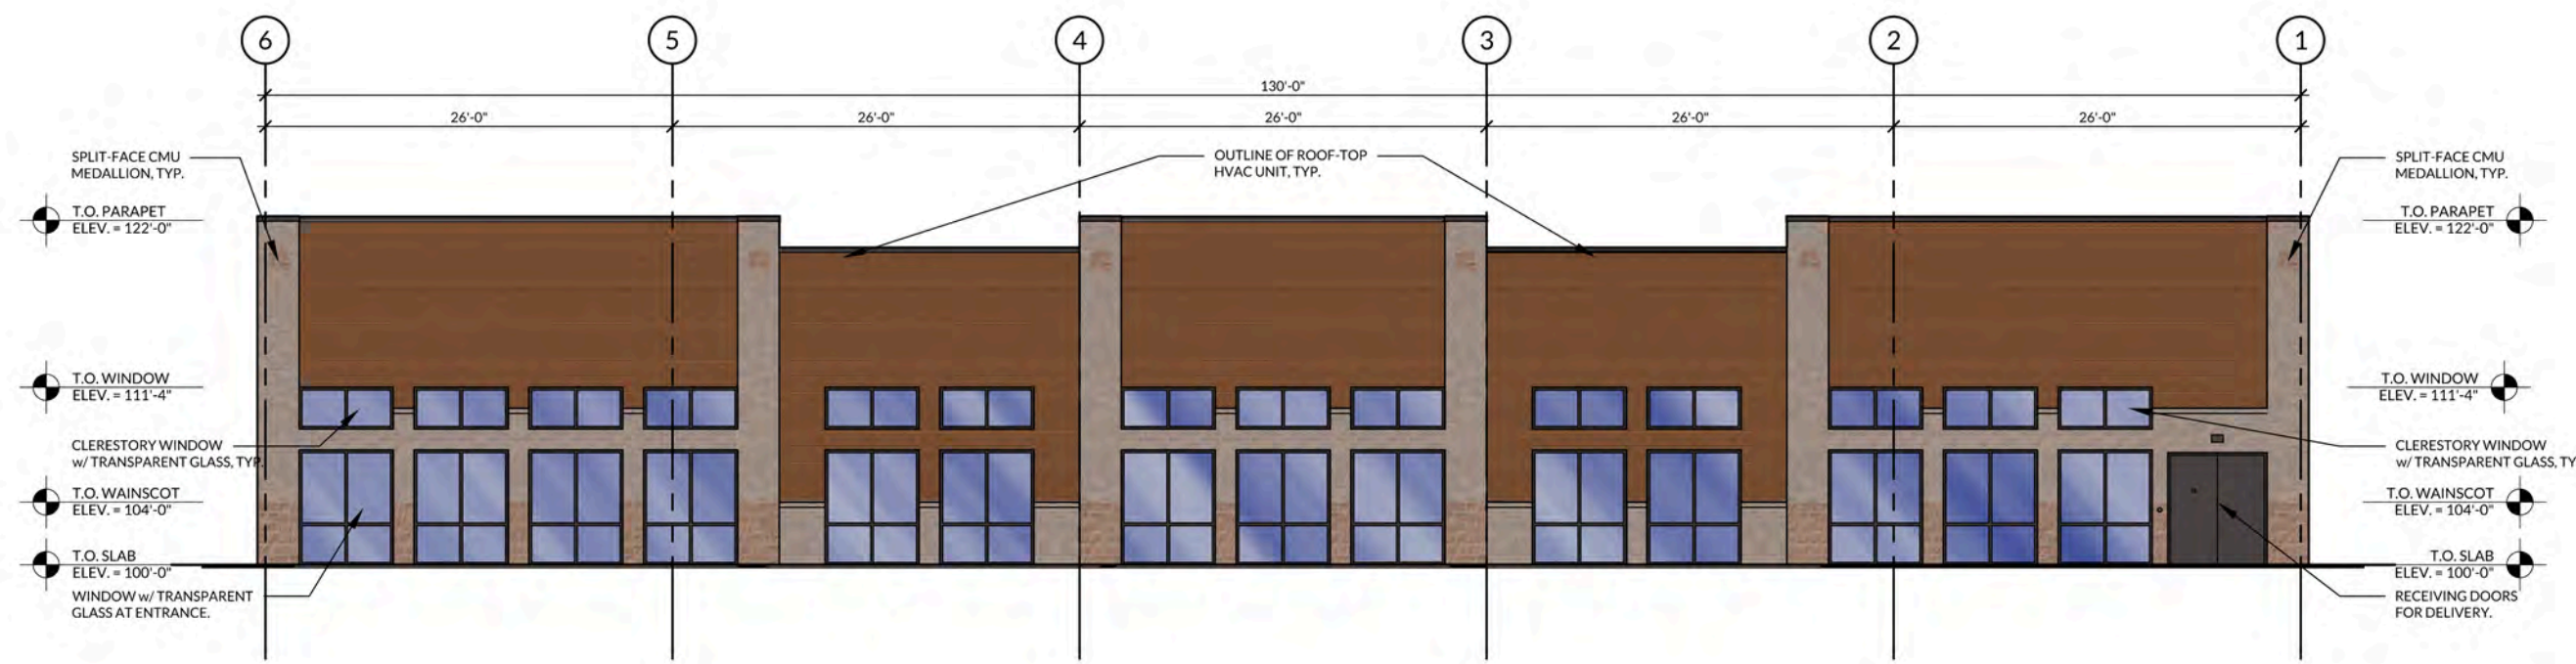 6 5 4 3 2 1
130'-0"
26'-0" 26'-0" 26'-0" 26'-0" 26'-0"
SPLIT-FACE CMU
MEDALLION, TYP.
OUTLINE OF ROOF-TOP
HVAC UNIT, TYP.
SPLIT-FACE CMU
MEDALLION, TYP.
T.O. PARAPET
ELEV. = 122'-0"
T.O. PARAPET
ELEV. = 122'-0"
T.O. WINDOW
ELEV. = 111'-4"
T.O. WINDOW
ELEV. = 111'-4"
CLERESTORY WINDOW
w/ TRANSPARENT GLASS, TYP.
CLERESTORY WINDOW
w/ TRANSPARENT GLASS, TY
T.O. WAINSCOT
ELEV. = 104'-0"
T.O. WAINSCOT
ELEV. = 104'-0"
T.O. SLAB
ELEV. = 100'-0"
T.O. SLAB
ELEV. = 100'-0"
WINDOW w/ TRANSPARENT
GLASS AT ENTRANCE.
RECEIVING DOORS
FOR DELIVERY.